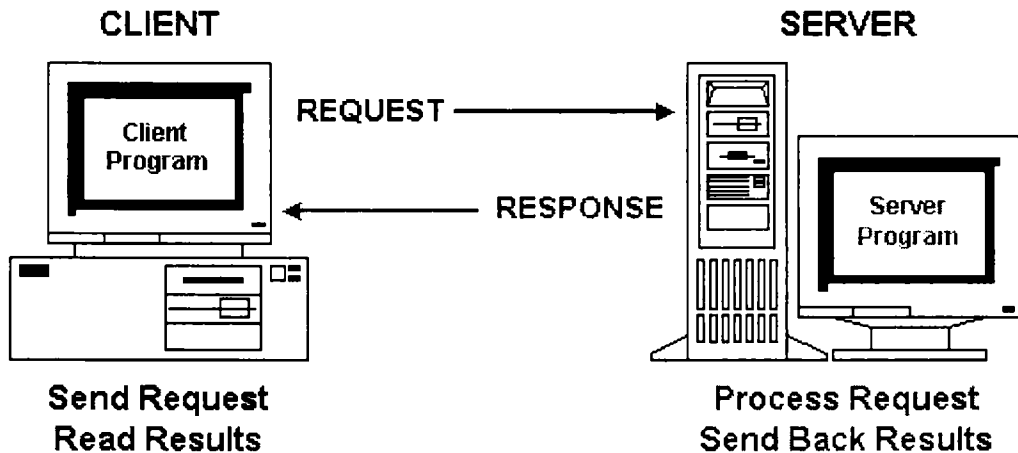 CLIENT
SERVER
Client
Program
REQUEST
RESPONSE
Server
Program
Send Request
Read Results
Process Request
Send Back Results